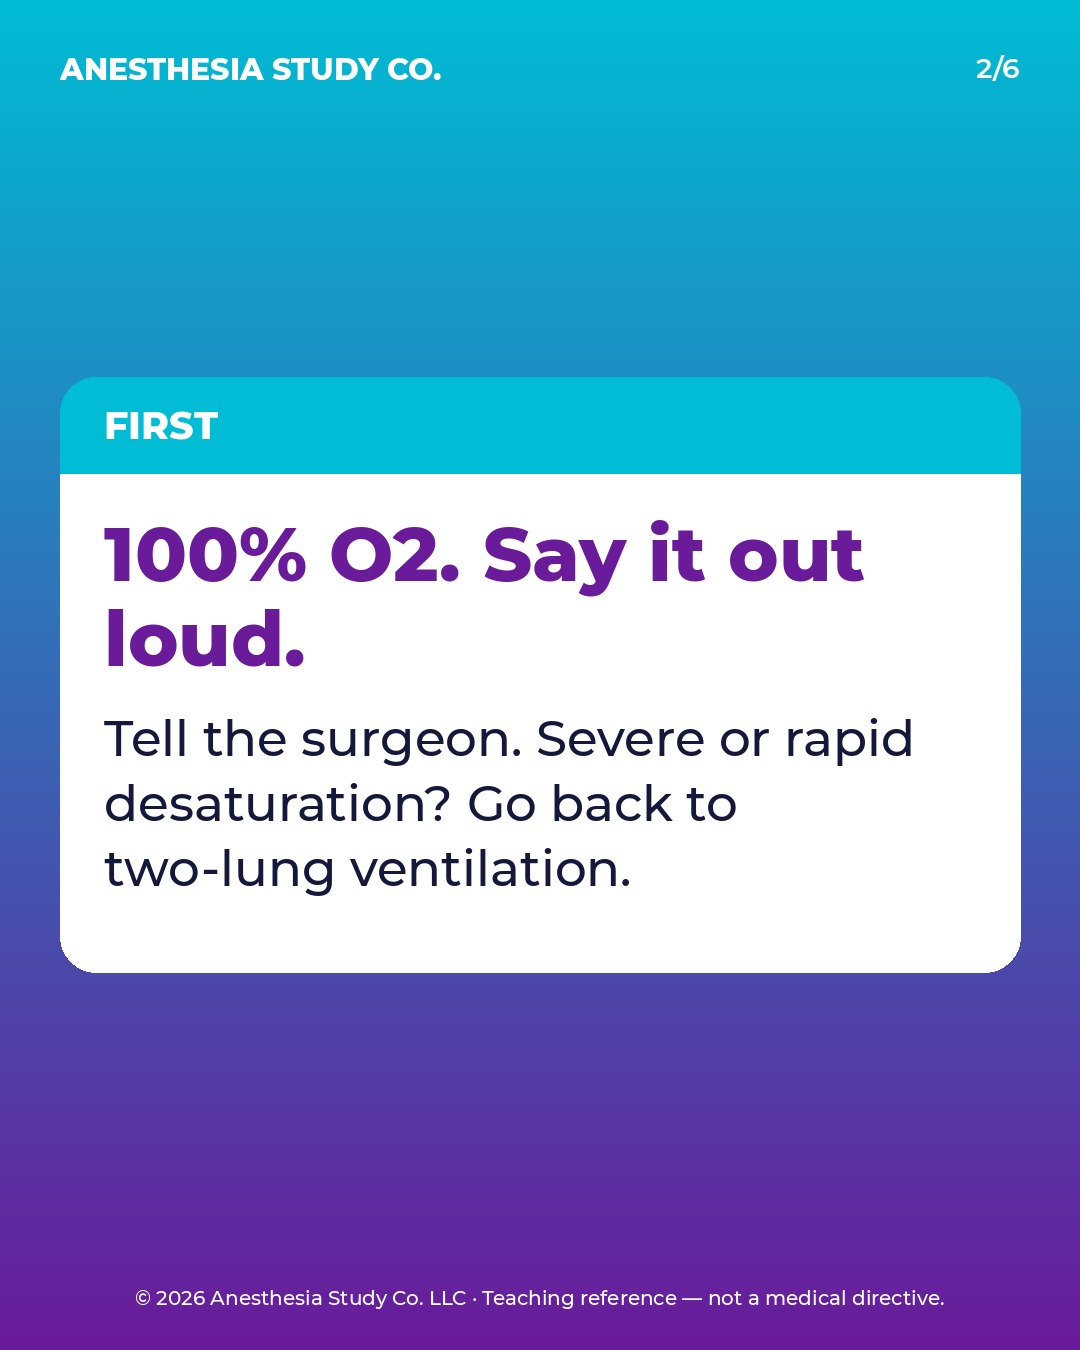 ANESTHESIA STUDY CO.
2/6
FIRST
100% O2. Say it out
loud.
Tell the surgeon. Severe or rapid
desaturation? Go back to
two-lung ventilation.
© 2026 Anesthesia Study Co. LLC · Teaching reference — not a medical directive.